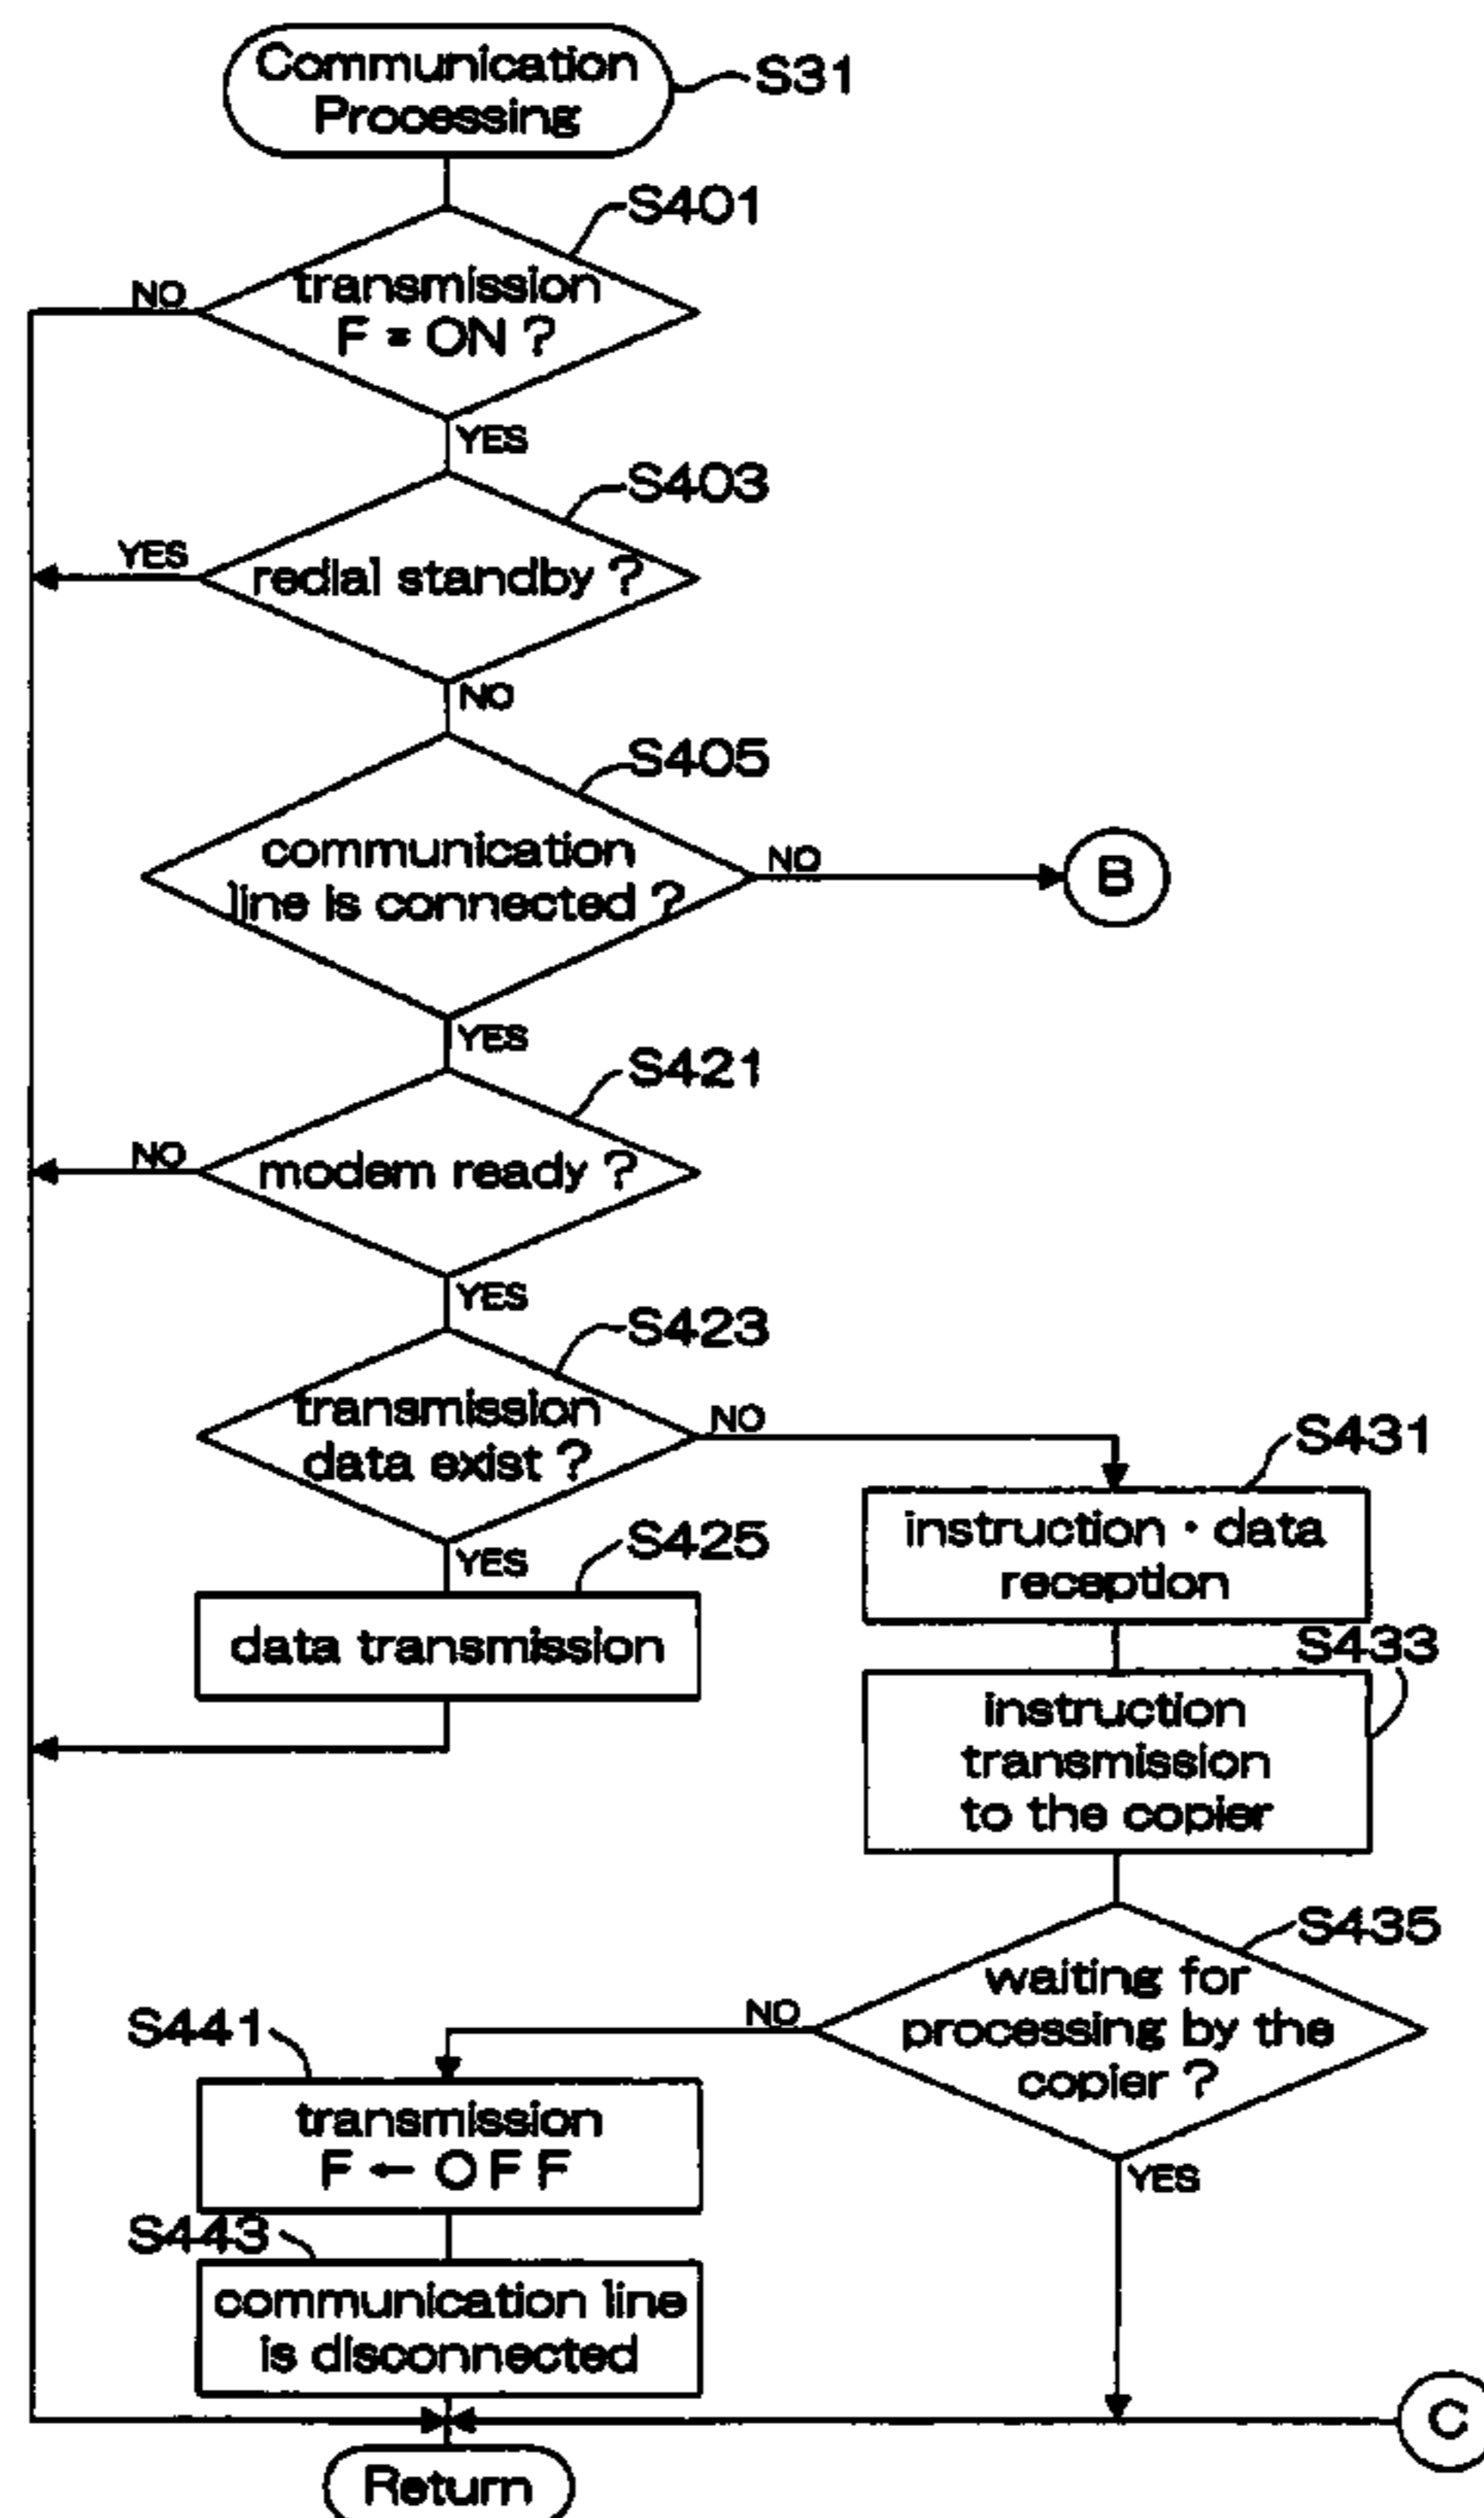 Communication
Processing
S31
S401
transmission
F = ON ?
NO
YES
S403
redial standby ?
YES
NO
S405
communication
line is connected ?
NO
B
YES
S421
modem ready ?
NO
YES
S423
transmission
data exist ?
NO
YES
S425
data transmission
S431
instruction・data
reception
S433
instruction
transmission
to the copier
S435
waiting for
processing by the
copier ?
NO
YES
S441
transmission
F ← OFF
S443
communication line
is disconnected
C
Return